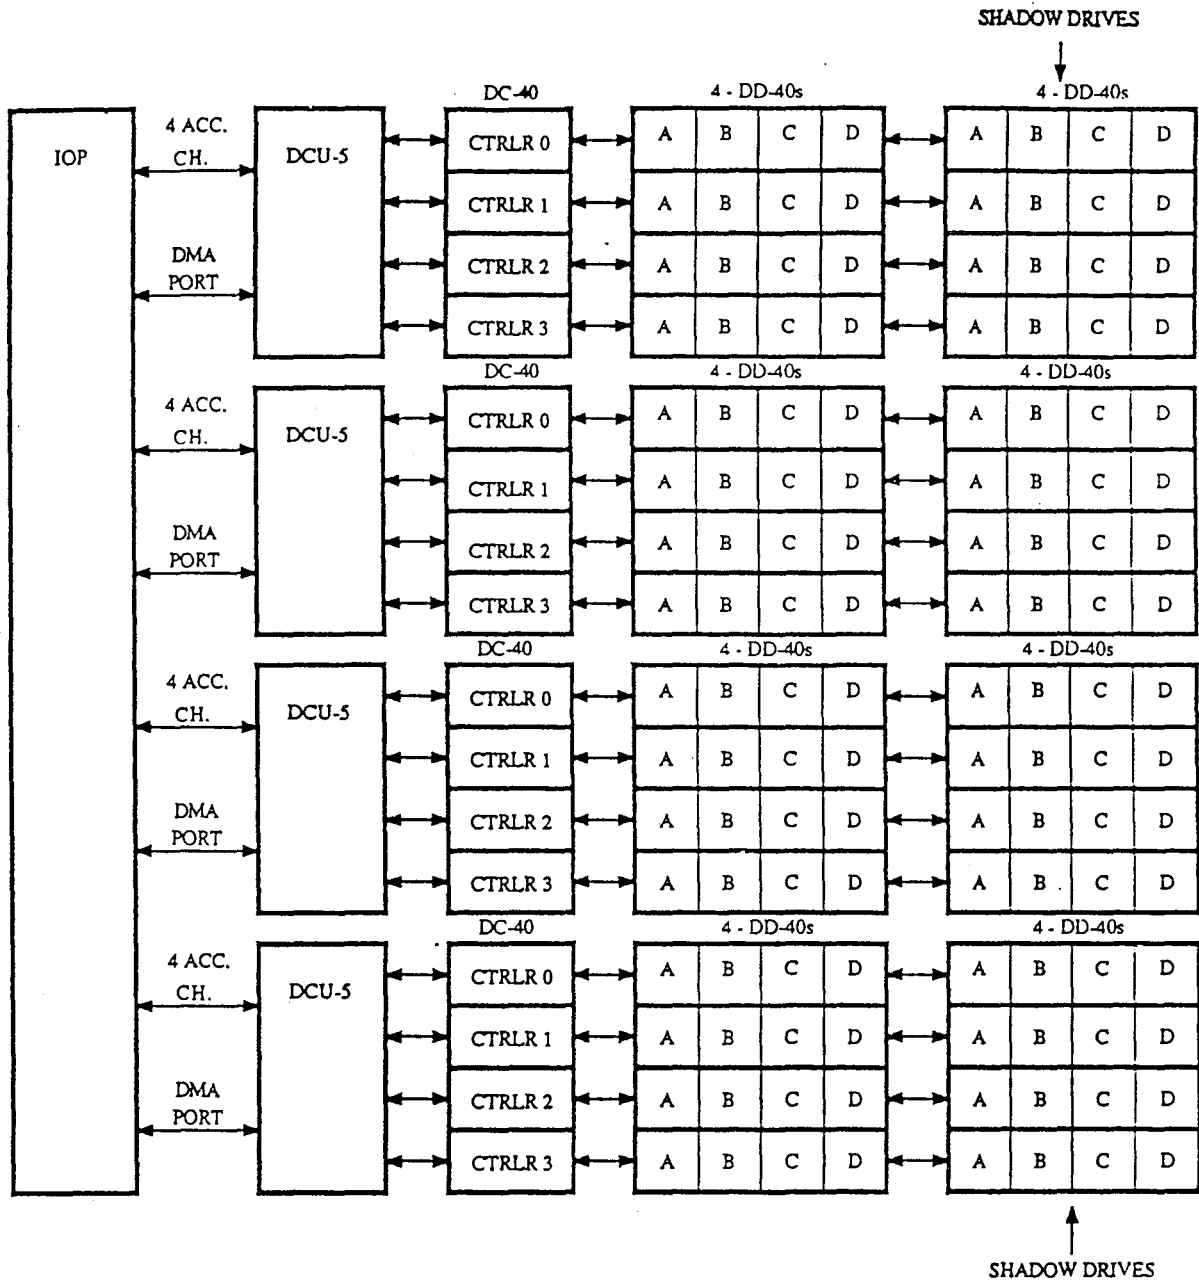 SHADOW DRIVES
DC-40 4 - DD-40s 4 - DD-40s
IOP
4 ACC.
CH.
DMA
PORT
DCU-5
CTRLR 0 A B C D A B C D
CTRLR 1 A B C D A B C D
CTRLR 2 A B C D A B C D
CTRLR 3 A B C D A B C D
DC-40 4 - DD-40s 4 - DD-40s
4 ACC.
CH.
DMA
PORT
DCU-5
CTRLR 0 A B C D A B C D
CTRLR 1 A B C D A B C D
CTRLR 2 A B C D A B C D
CTRLR 3 A B C D A B C D
DC-40 4 - DD-40s 4 - DD-40s
4 ACC.
CH.
DMA
PORT
DCU-5
CTRLR 0 A B C D A B C D
CTRLR 1 A B C D A B C D
CTRLR 2 A B C D A B C D
CTRLR 3 A B C D A B C D
DC-40 4 - DD-40s 4 - DD-40s
4 ACC.
CH.
DMA
PORT
DCU-5
CTRLR 0 A B C D A B C D
CTRLR 1 A B C D A B C D
CTRLR 2 A B C D A B C D
CTRLR 3 A B C D A B C D
SHADOW DRIVES